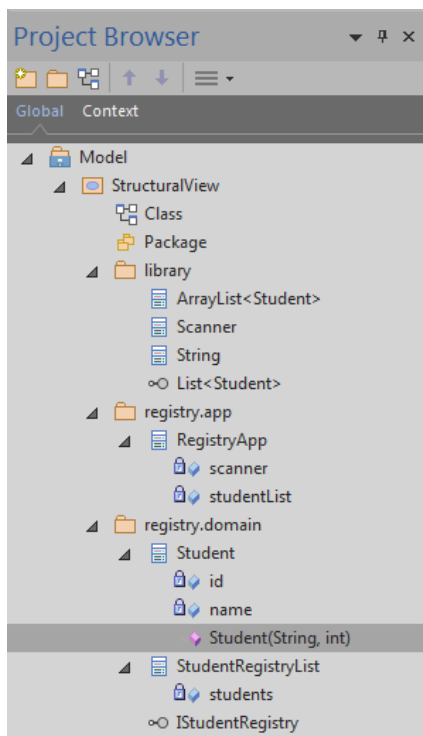 Project Browser
Global Context
Model
StructuralView
Class
Package
library
ArrayList<Student>
Scanner
String
List<Student>
registry.app
RegistryApp
scanner
studentList
registry.domain
Student
id
name
Student(String, int)
StudentRegistryList
students
IStudentRegistry